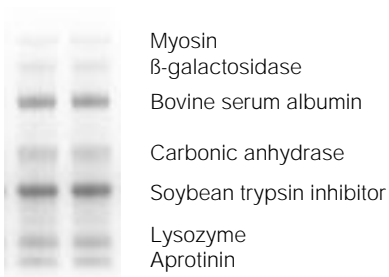 Myosin
ß-galactosidase
Bovine serum albumin
Carbonic anhydrase
Soybean trypsin inhibitor
Lysozyme
Aprotinin